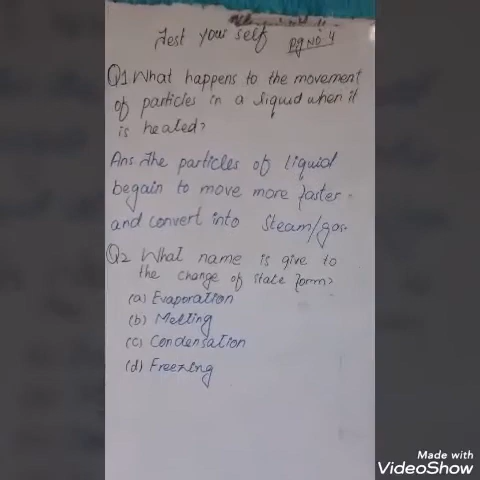 Test your self pg No 4
Q1 What happens to the movement
of particles in a liquid when it
is heated?
Ans The particles of liquid
begain to move more faster
and convert into Steam/gas.
Q2 What name is give to
the change of state form?
(a) Evaporation
(b) Melting
(c) Condensation
(d) Freezing
Made with
VideoShow